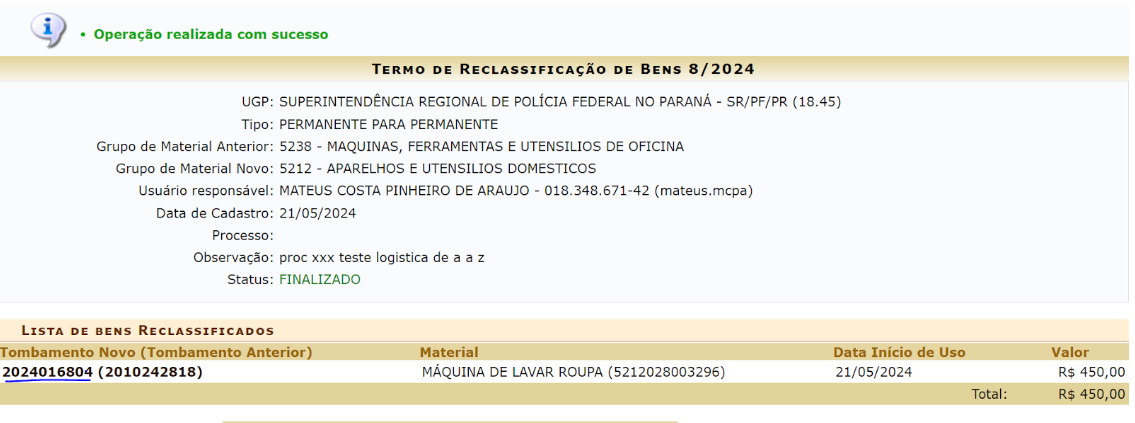 • Operação realizada com sucesso
Termo de Reclassificação de Bens 8/2024
UGP: SUPERINTENDÊNCIA REGIONAL DE POLÍCIA FEDERAL NO PARANÁ - SR/PF/PR (18.45)
Tipo: PERMANENTE PARA PERMANENTE
Grupo de Material Anterior: 5238 - MAQUINAS, FERRAMENTAS E UTENSILIOS DE OFICINA
Grupo de Material Novo: 5212 - APARELHOS E UTENSILIOS DOMESTICOS
Usuário responsável: MATEUS COSTA PINHEIRO DE ARAUJO - 018.348.671-42 (mateus.mcpa)
Data de Cadastro: 21/05/2024
Processo:
Observação: proc xxx teste logistica de a a z
Status: FINALIZADO
Lista de bens Reclassificados
Tombamento Novo (Tombamento Anterior) Material Data Início de Uso Valor
2024016804 (2010242818) MÁQUINA DE LAVAR ROUPA (5212028003296) 21/05/2024 R$ 450,00
Total: R$ 450,00